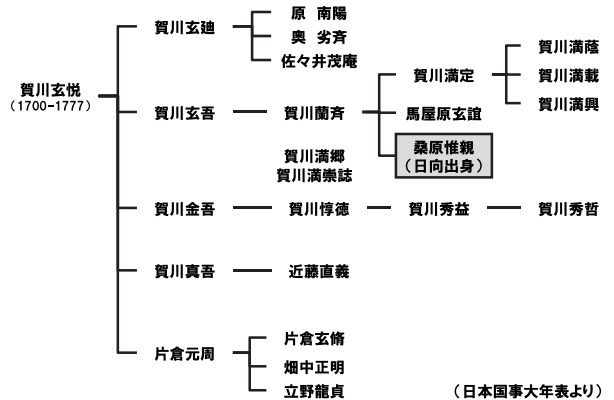 賀川玄悦
(1700-1777)
賀川玄迪
原 南陽
奥 劣斉
佐々井茂庵
賀川玄吾
賀川蘭斉
賀川満定
賀川満蔭
賀川満載
賀川満興
馬屋原玄誼
桑原惟親
(日向出身)
賀川満郷
賀川満崇誌
賀川金吾
賀川惇徳
賀川秀益
賀川秀哲
賀川真吾
近藤直義
片倉元周
片倉玄脩
畑中正明
立野龍貞
(日本国事大年表より)